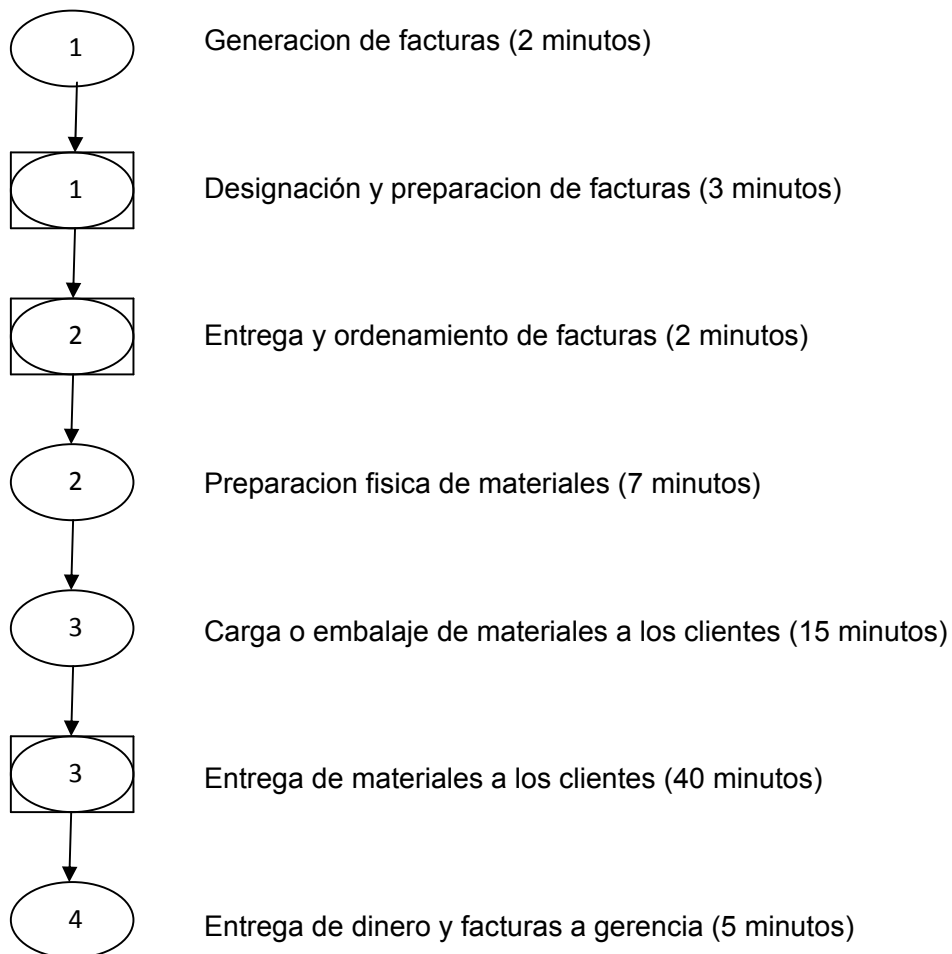 1 Generacion de facturas (2 minutos)
1 Designación y preparacion de facturas (3 minutos)
2 Entrega y ordenamiento de facturas (2 minutos)
2 Preparacion fisica de materiales (7 minutos)
3 Carga o embalaje de materiales a los clientes (15 minutos)
3 Entrega de materiales a los clientes (40 minutos)
4 Entrega de dinero y facturas a gerencia (5 minutos)